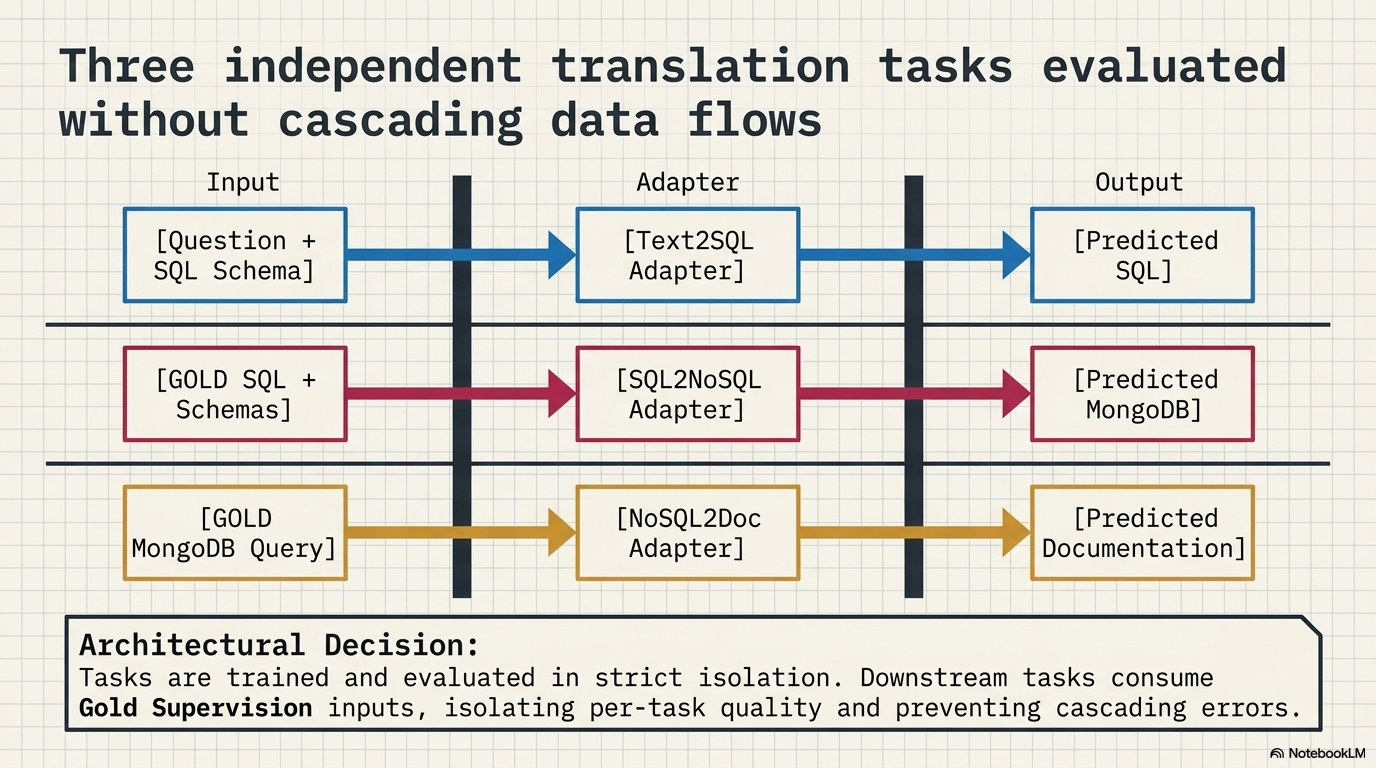 Three independent translation tasks evaluated
without cascading data flows
Input
Adapter
Output
[Question +
SQL Schema]
[Text2SQL
Adapter]
[Predicted
SQL]
[GOLD SQL +
Schemas]
[SQL2NoSQL
Adapter]
[Predicted
MongoDB]
[GOLD
MongoDB Query]
[NoSQL2Doc
Adapter]
[Predicted
Documentation]
Architectural Decision:
Tasks are trained and evaluated in strict isolation. Downstream tasks consume
Gold Supervision inputs, isolating per-task quality and preventing cascading errors.
NotebookLM